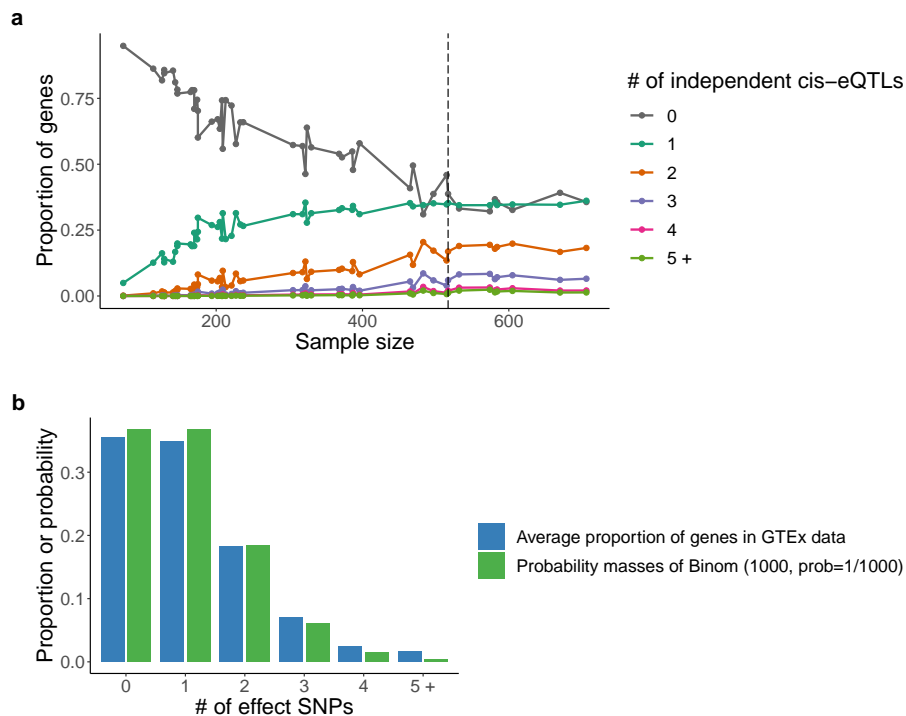 a
Proportion of genes
0.75
0.50
0.25
0.00
200
400
600
Sample size
# of independent cis−eQTLs
0
1
2
3
4
5 +
b
Proportion or probability
0.3
0.2
0.1
0.0
0
1
2
3
4
5 +
# of effect SNPs
Average proportion of genes in GTEx data
Probability masses of Binom (1000, prob=1/1000)